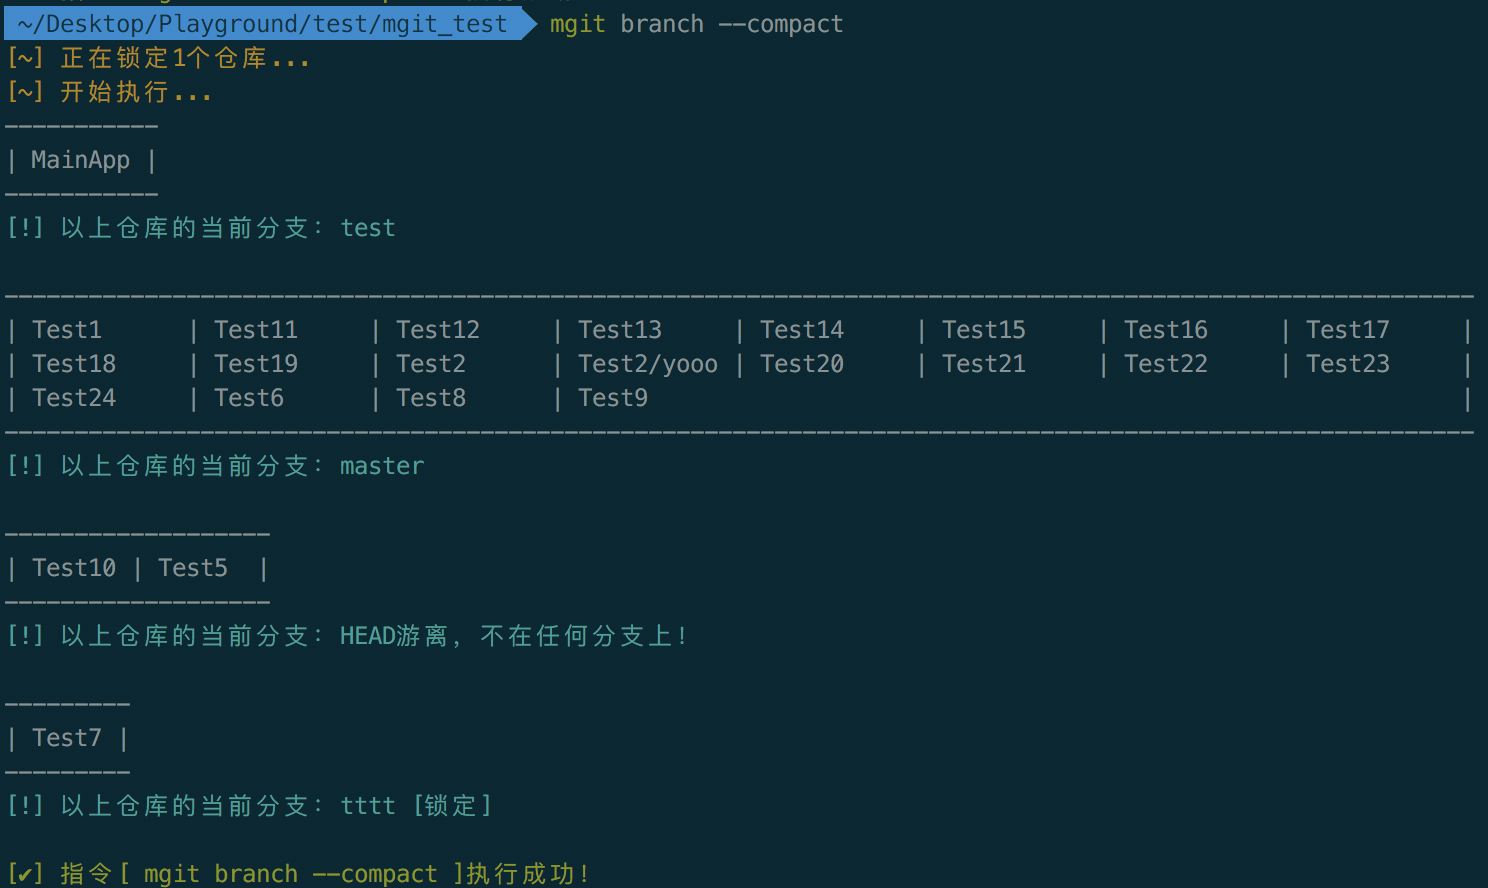 ~/Desktop/Playground/test/mgit_test mgit branch --compact
[~] 正在锁定1个仓库...
[~] 开始执行...
-----------
| MainApp |
-----------
[!] 以上仓库的当前分支：test
---------------------------------------------------------------------------------------------------------
| Test1      | Test11     | Test12     | Test13     | Test14     | Test15     | Test16     | Test17     |
| Test18     | Test19     | Test2      | Test2/yooo | Test20     | Test21     | Test22     | Test23     |
| Test24     | Test6      | Test8      | Test9                                                          |
---------------------------------------------------------------------------------------------------------
[!] 以上仓库的当前分支：master
-------------------
| Test10 | Test5  |
-------------------
[!] 以上仓库的当前分支：HEAD游离，不在任何分支上！
---------
| Test7 |
---------
[!] 以上仓库的当前分支：tttt [锁定]
[✔] 指令[ mgit branch --compact ]执行成功！